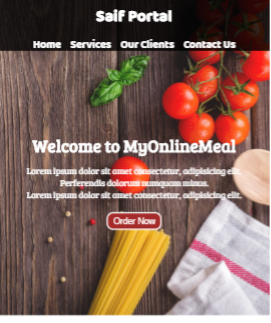 Saif Portal
Home Services Our Clients Contact Us
Welcome to MyOnlineMeal
Lorem ipsum dolor sit amet consectetur, adipisicing elit.
Perferendis dolorum numquam minus.
Lorem ipsum dolor sit amet consectetur, adipisicing elit.
Order Now